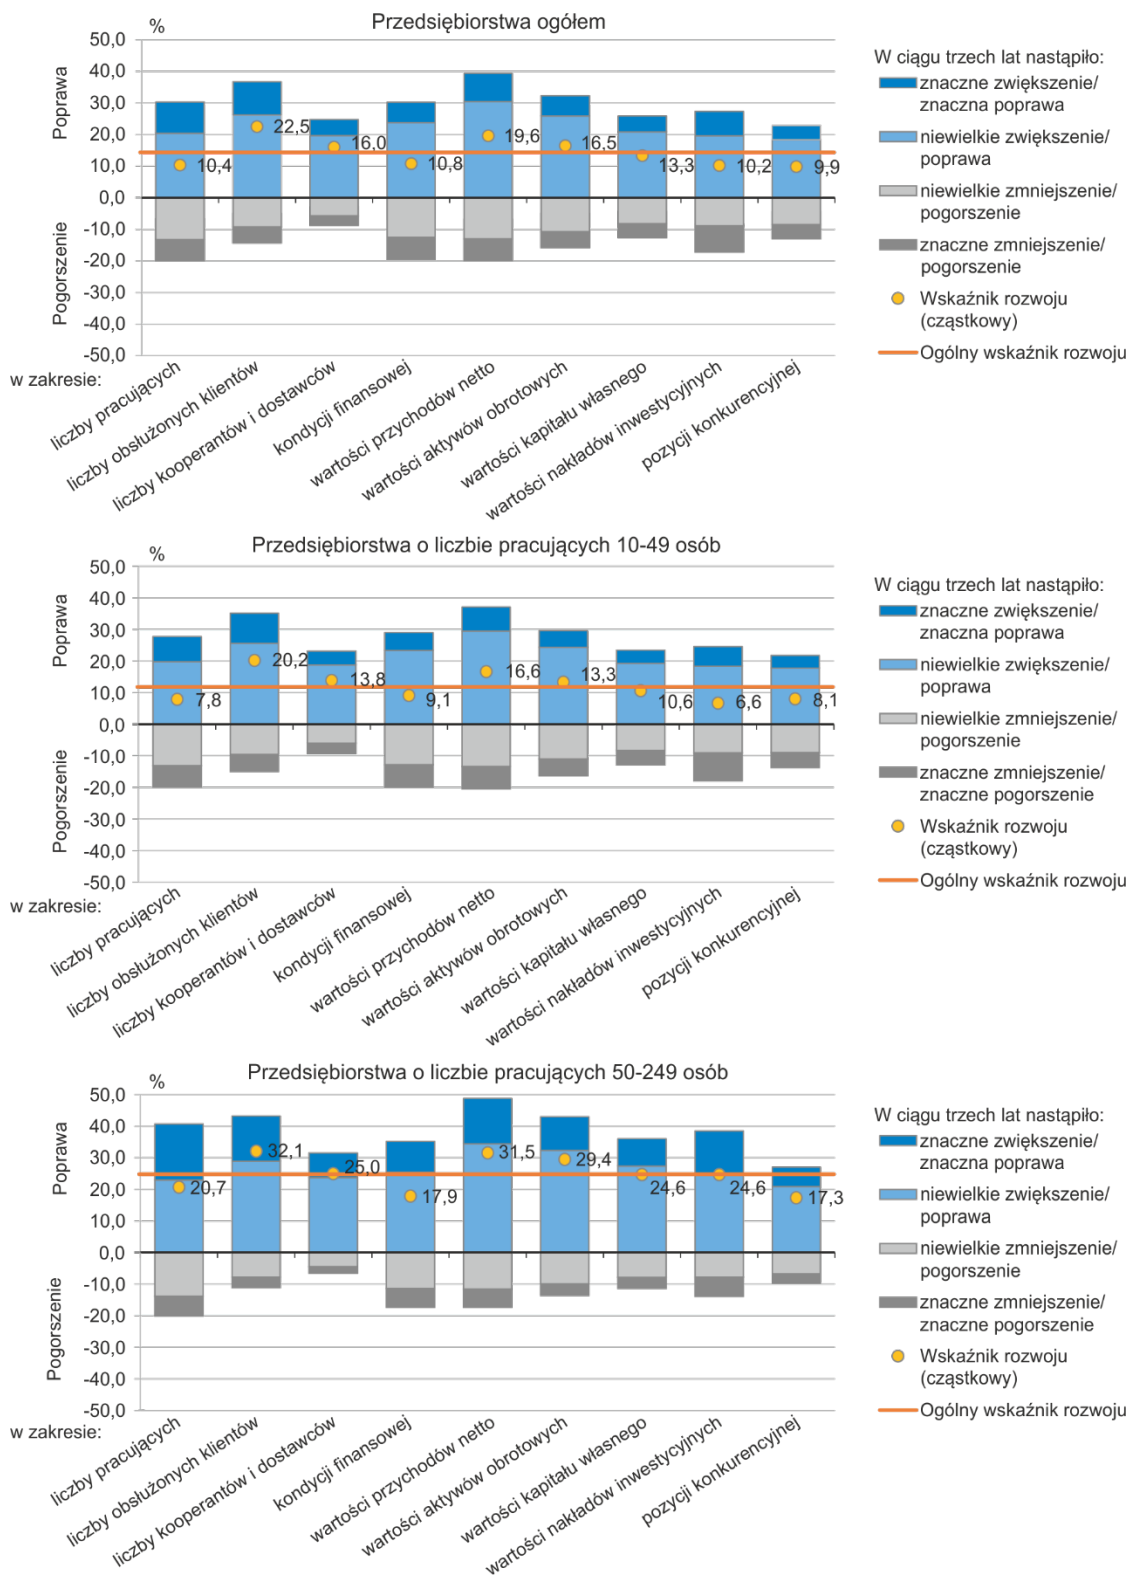 Przedsiębiorstwa ogółem
%
50,0
40,0
30,0
20,0
10,0
0,0
-10,0
-20,0
-30,0
-40,0
-50,0
Poprawa
Pogorszenie
10,4
22,5
16,0
10,8
19,6
16,5
13,3
10,2
9,9
w zakresie:
liczby pracujących
liczby obsłużonych klientów
liczby kooperantów i dostawców
kondycji finansowej
wartości przychodów netto
wartości aktywów obrotowych
wartości kapitału własnego
wartości nakładów inwestycyjnych
pozycji konkurencyjnej
W ciągu trzech lat nastąpiło:
znaczne zwiększenie/
znaczna poprawa
niewielkie zwiększenie/
poprawa
niewielkie zmniejszenie/
pogorszenie
znaczne zmniejszenie/
pogorszenie
Wskaźnik rozwoju
(cząstkowy)
Ogólny wskaźnik rozwoju
Przedsiębiorstwa o liczbie pracujących 10-49 osób
%
50,0
40,0
30,0
20,0
10,0
0,0
-10,0
-20,0
-30,0
-40,0
-50,0
Poprawa
Pogorszenie
7,8
20,2
13,8
9,1
16,6
13,3
10,6
6,6
8,1
w zakresie:
liczby pracujących
liczby obsłużonych klientów
liczby kooperantów i dostawców
kondycji finansowej
wartości przychodów netto
wartości aktywów obrotowych
wartości kapitału własnego
wartości nakładów inwestycyjnych
pozycji konkurencyjnej
W ciągu trzech lat nastąpiło:
znaczne zwiększenie/
znaczna poprawa
niewielkie zwiększenie/
poprawa
niewielkie zmniejszenie/
pogorszenie
znaczne zmniejszenie/
znaczne pogorszenie
Wskaźnik rozwoju
(cząstkowy)
Ogólny wskaźnik rozwoju
Przedsiębiorstwa o liczbie pracujących 50-249 osób
%
50,0
40,0
30,0
20,0
10,0
0,0
-10,0
-20,0
-30,0
-40,0
-50,0
Poprawa
Pogorszenie
20,7
32,1
25,0
17,9
31,5
29,4
24,6
24,6
17,3
w zakresie:
liczby pracujących
liczby obsłużonych klientów
liczby kooperantów i dostawców
kondycji finansowej
wartości przychodów netto
wartości aktywów obrotowych
wartości kapitału własnego
wartości nakładów inwestycyjnych
pozycji konkurencyjnej
W ciągu trzech lat nastąpiło:
znaczne zwiększenie/
znaczna poprawa
niewielkie zwiększenie/
poprawa
niewielkie zmniejszenie/
pogorszenie
znaczne zmniejszenie/
znaczne pogorszenie
Wskaźnik rozwoju
(cząstkowy)
Ogólny wskaźnik rozwoju